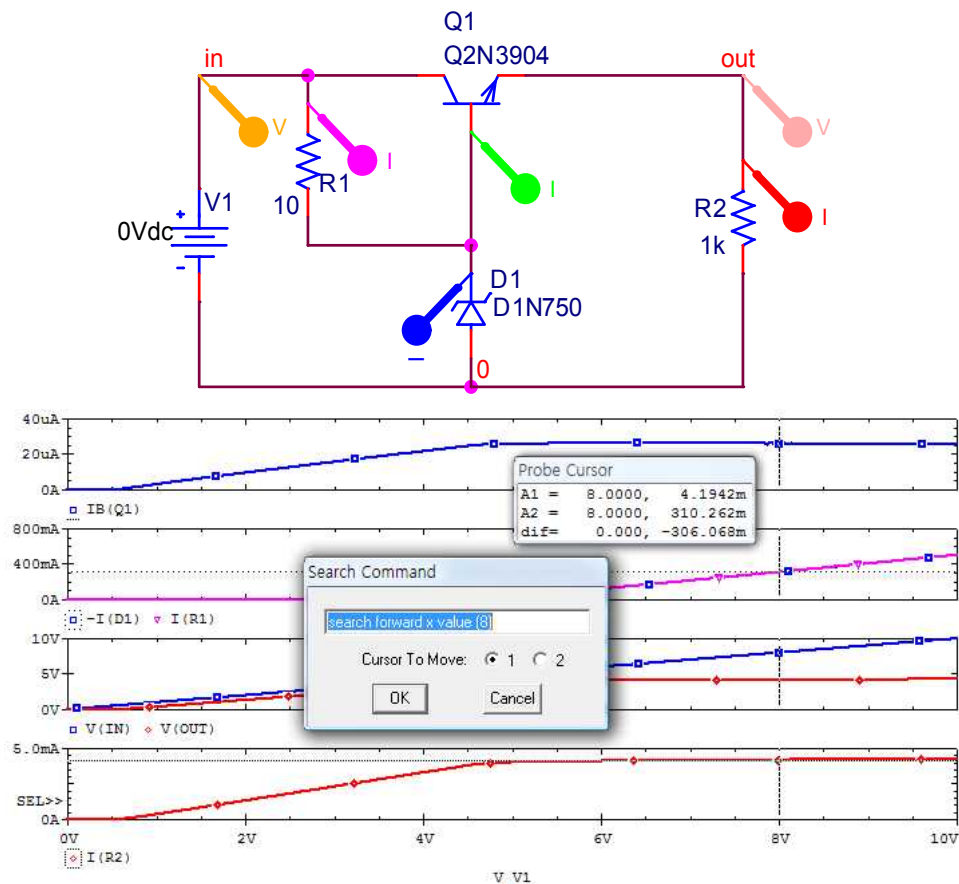 Q1
Q2N3904
in
out
V
I
I
V
I
R1
10
V1
0Vdc
+
-
R2
1k
D1
D1N750
I
0
40uA
20uA
0A
IB(Q1)
Probe Cursor
A1 = 8.0000, 4.1942m
A2 = 8.0000, 310.262m
dif= 0.000, -306.068m
800mA
400mA
0A
-I(D1) I(R1)
Search Command
search forward x value (8)
Cursor To Move: 1 2
OK Cancel
10V
5V
0V
V(IN) V(OUT)
5.0mA
SEL>>
0A
0V 2V 4V 6V 8V 10V
I(R2)
V_V1